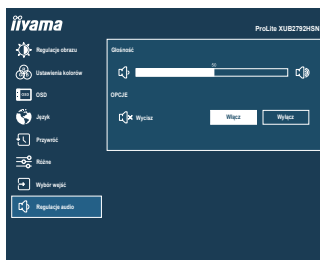 iiyama
ProLite XUB2792HSN
Regulacje obrazu
Ustawienia kolorów
OSD
OSD
Język
Przywróć
Różne
Wybór wejść
Regulacje audio
Głośność
50
OPCJE
Wycisz
Włącz
Wyłącz